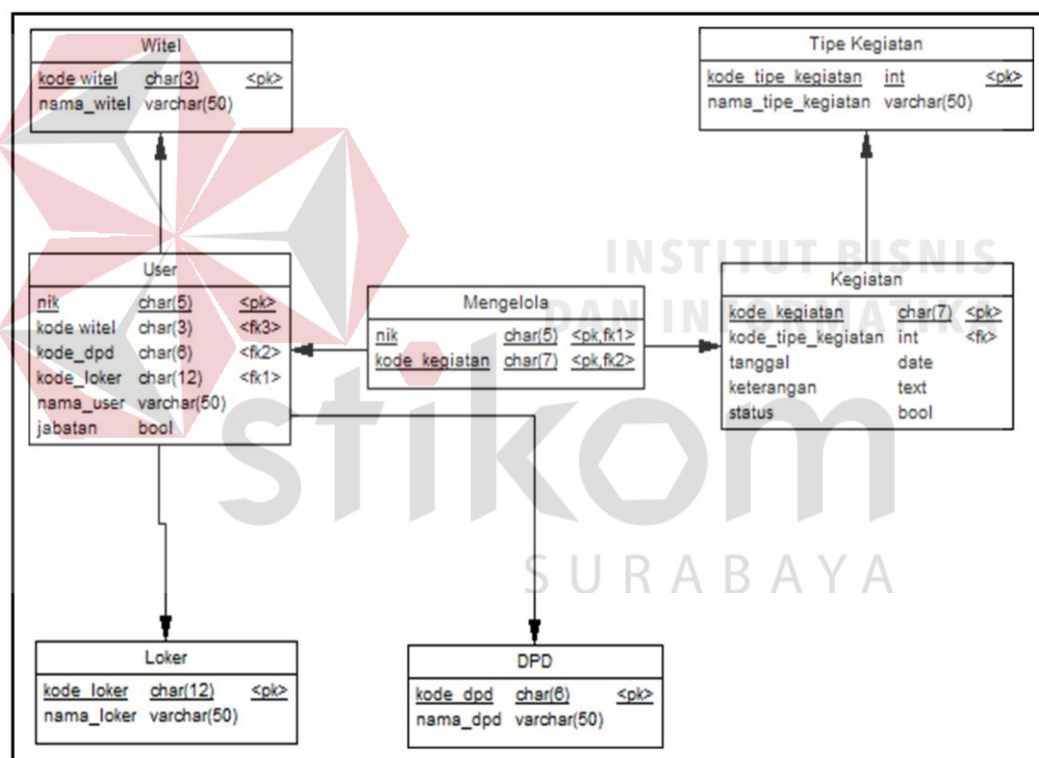 Witel
kode witel char(3) <pk>
nama_witel varchar(50)
Tipe Kegiatan
kode_tipe_kegiatan int <pk>
nama_tipe_kegiatan varchar(50)
INSTITUT BISNIS
DAN INFORMATIKA
User
nik char(5) <pk>
kode witel char(3) <fk3>
kode_dpd char(6) <fk2>
kode_loker char(12) <fk1>
nama_user varchar(50)
jabatan bool
Mengelola
nik char(5) <pk,fk1>
kode_kegiatan char(7) <pk,fk2>
Kegiatan
kode_kegiatan char(7) <pk>
kode_tipe_kegiatan int <fk>
tanggal date
keterangan text
status bool
stikom
SURABAYA
Loker
kode_loker char(12) <pk>
nama_loker varchar(50)
DPD
kode_dpd char(6) <pk>
nama_dpd varchar(50)